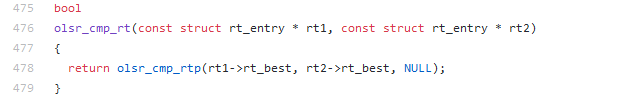 475 bool
476 olsr_cmp_rt(const struct rt_entry * rt1, const struct rt_entry * rt2)
477 {
478   return olsr_cmp_rtp(rt1->rt_best, rt2->rt_best, NULL);
479 }